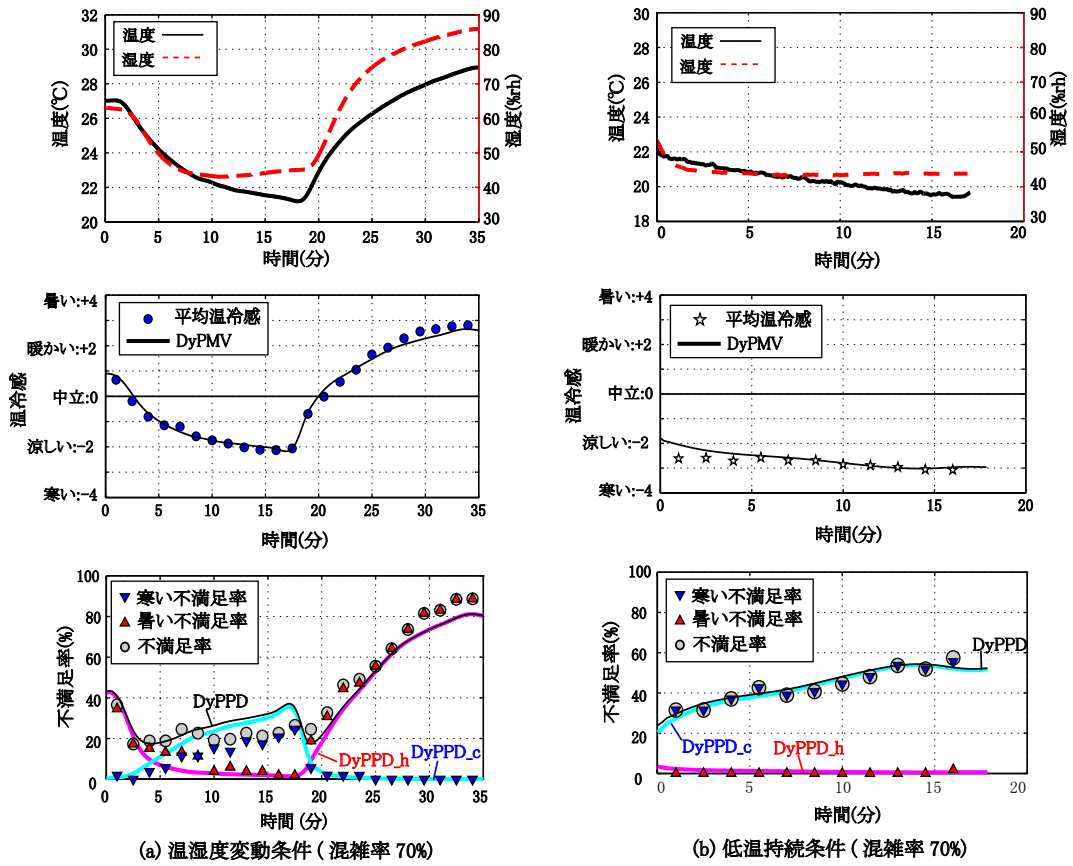 32
30
28
26
24
22
20
温度(℃)
温度
湿度
90
80
70
60
50
40
30
湿度(%rh)
0 5 10 15 20 25 30 35
時間(分)
32
30
28
26
24
22
20
18
温度(℃)
温度
湿度
90
80
70
60
50
40
30
湿度(%rh)
0 5 10 15 20
時間(分)
暑い:+4
暖かい:+2
中立:0
涼しい:-2
寒い:-4
温冷感
平均温冷感
DyPMV
0 5 10 15 20 25 30 35
時間(分)
暑い:+4
暖かい:+2
中立:0
涼しい:-2
寒い:-4
温冷感
平均温冷感
DyPMV
0 5 10 15 20
時間(分)
100
80
60
40
20
0
不満足率(%)
寒い不満足率
暑い不満足率
不満足率
DyPPD
DyPPD_h
DyPPD_c
0 5 10 15 20 25 30 35
時間 (分)
(a) 温湿度変動条件 ( 混雑率 70%)
100
80
60
40
20
0
不満足率(%)
寒い不満足率
暑い不満足率
不満足率
DyPPD
DyPPD_c
DyPPD_h
0 5 10 15 20
時間(分)
(b) 低温持続条件 ( 混雑率 70%)